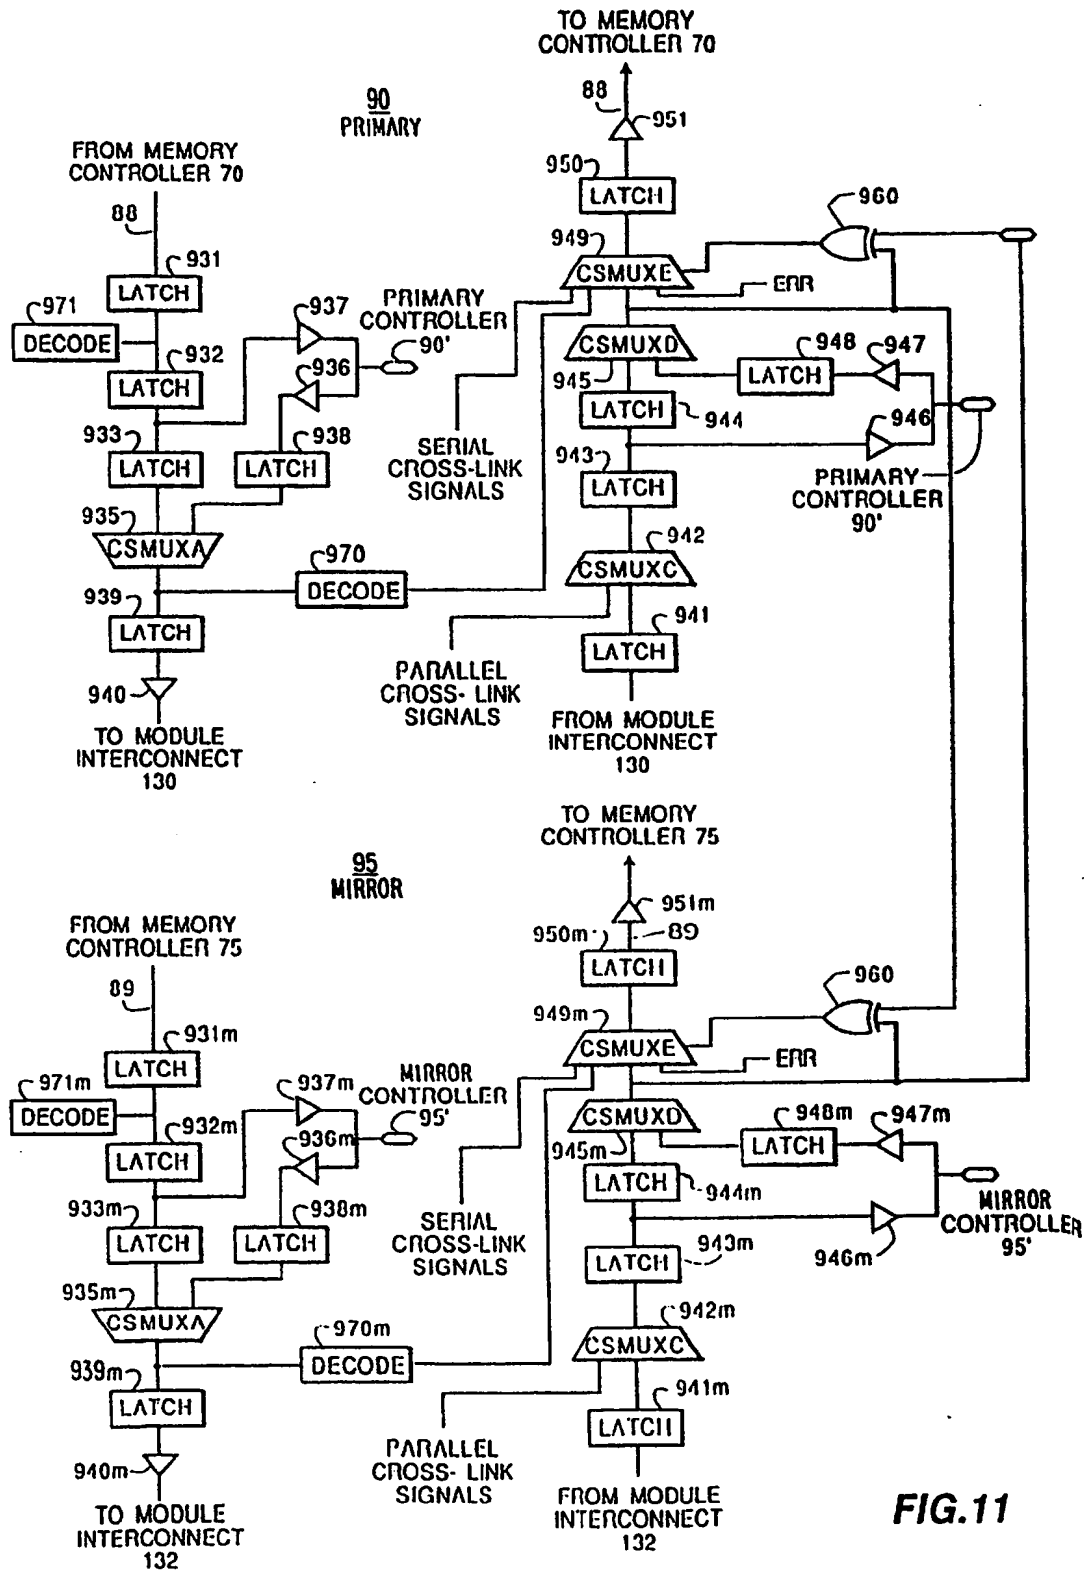 TO MEMORY
CONTROLLER 70
88
951
90
PRIMARY
950
LATCH
FROM MEMORY
CONTROLLER 70
88
931
LATCH
971
DECODE
932
LATCH
933
LATCH
935
CSMUXA
939
LATCH
940
TO MODULE
INTERCONNECT
130
937
936
938
LATCH
PRIMARY
CONTROLLER
90'
970
DECODE
949
CSMUXE
960
ERR
CSMUXD
945
948
LATCH
947
LATCH
944
946
943
LATCH
PRIMARY
CONTROLLER
90'
SERIAL
CROSS-LINK
SIGNALS
942
CSMUXC
941
LATCH
PARALLEL
CROSS- LINK
SIGNALS
FROM MODULE
INTERCONNECT
130
TO MEMORY
CONTROLLER 75
951m
89
950m
LATCH
95
MIRROR
FROM MEMORY
CONTROLLER 75
89
931m
LATCH
971m
DECODE
932m
LATCH
933m
LATCH
935m
CSMUXA
939m
LATCH
940m
TO MODULE
INTERCONNECT
132
937m
936m
938m
LATCH
MIRROR
CONTROLLER
95'
970m
DECODE
949m
CSMUXE
960
ERR
CSMUXD
945m
948m
LATCH
947m
LATCH
944m
946m
943m
LATCH
MIRROR
CONTROLLER
95'
SERIAL
CROSS-LINK
SIGNALS
942m
CSMUXC
941m
LATCH
PARALLEL
CROSS- LINK
SIGNALS
FROM MODULE
INTERCONNECT
132
FIG.11